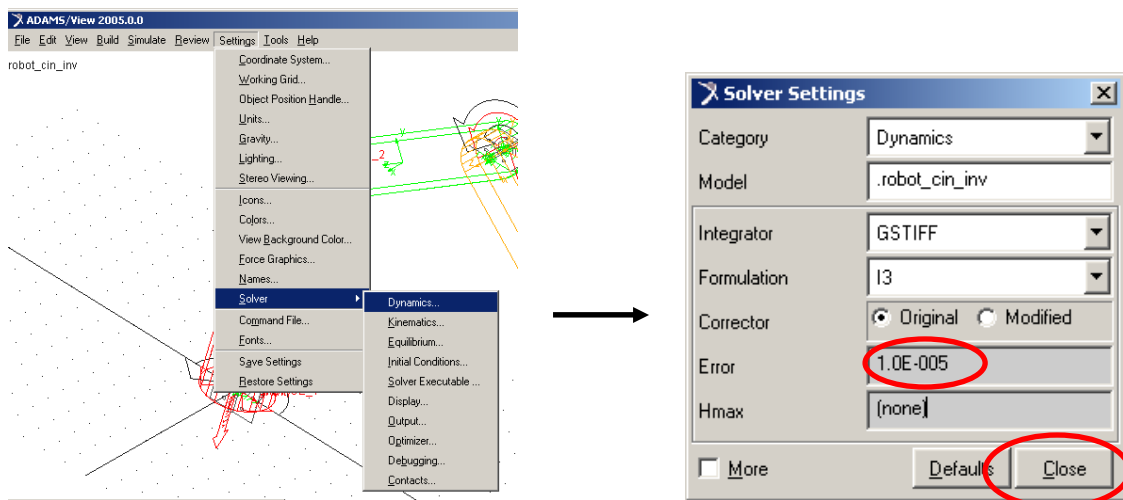 ADAMS/View 2005.0.0
File Edit View Build Simulate Review Settings Tools Help
robot_cin_inv
Coordinate System...
Working Grid...
Object Position Handle...
Units...
Gravity...
Lighting...
Stereo Viewing...
Icons...
Colors...
View Background Color...
Force Graphics...
Names...
Solver
Command File...
Fonts...
Save Settings
Restore Settings
Dynamics...
Kinematics...
Equilibrium...
Initial Conditions...
Solver Executable ...
Display...
Output...
Optimizer...
Debugging...
Contacts...
_2
Solver Settings
Category Dynamics
Model .robot_cin_inv
Integrator GSTIFF
Formulation I3
Corrector Original Modified
Error 1.0E-005
Hmax (none)
More Defaults Close